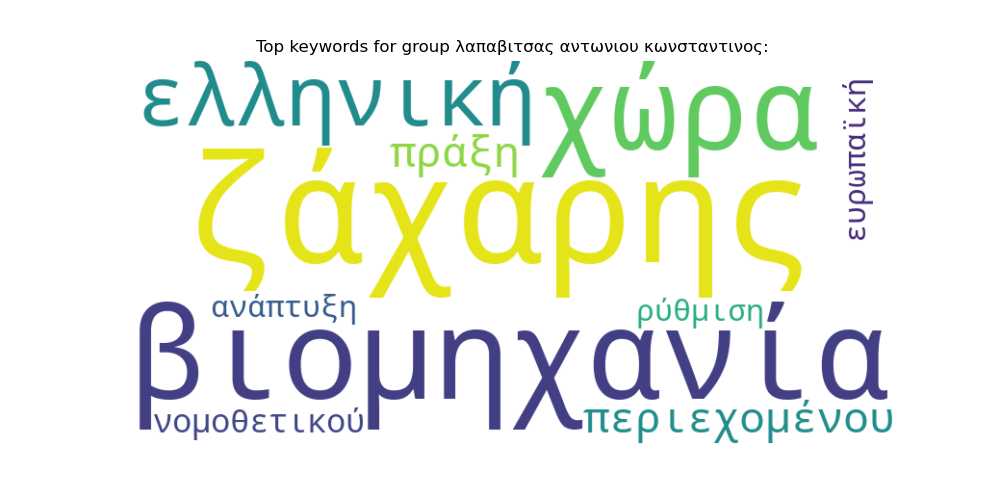 Top keywords for group λαπαβιτσας αντωνιου κωνσταντινος:
ελληνική
χώρα
ευρωπαϊκή
πράξη
ζάχαρης
ανάπτυξη
ρύθμιση
βιομηχανία
νομοθετικού
περιεχομένου